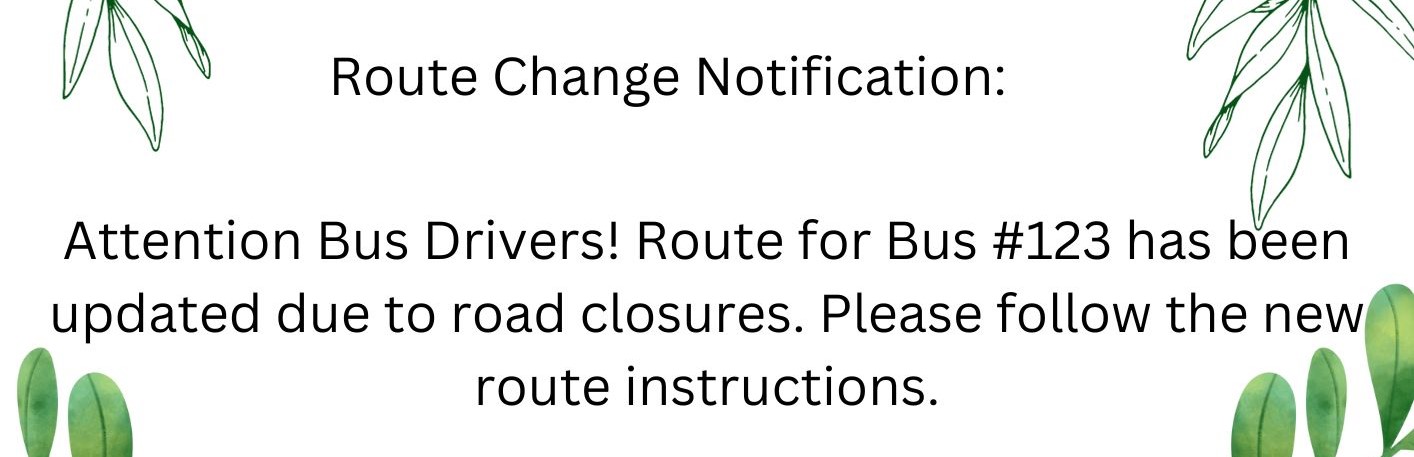 Route Change Notification:
Attention Bus Drivers! Route for Bus #123 has been
updated due to road closures. Please follow the new
route instructions.